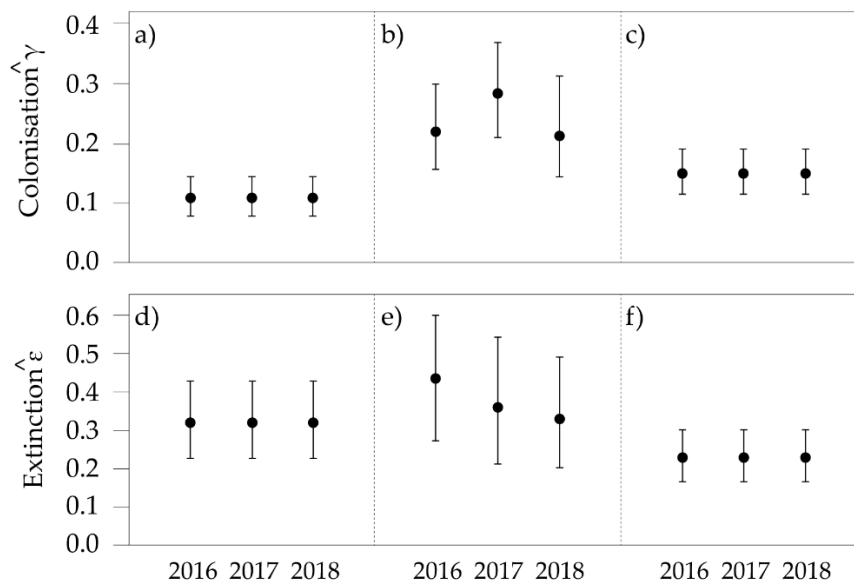 Colonisation γ̂
0.4
0.3
0.2
0.1
0.0
a)
b)
c)
Extinction ε̂
0.6
0.5
0.4
0.3
0.2
0.1
0.0
d)
e)
f)
2016 2017 2018 2016 2017 2018 2016 2017 2018